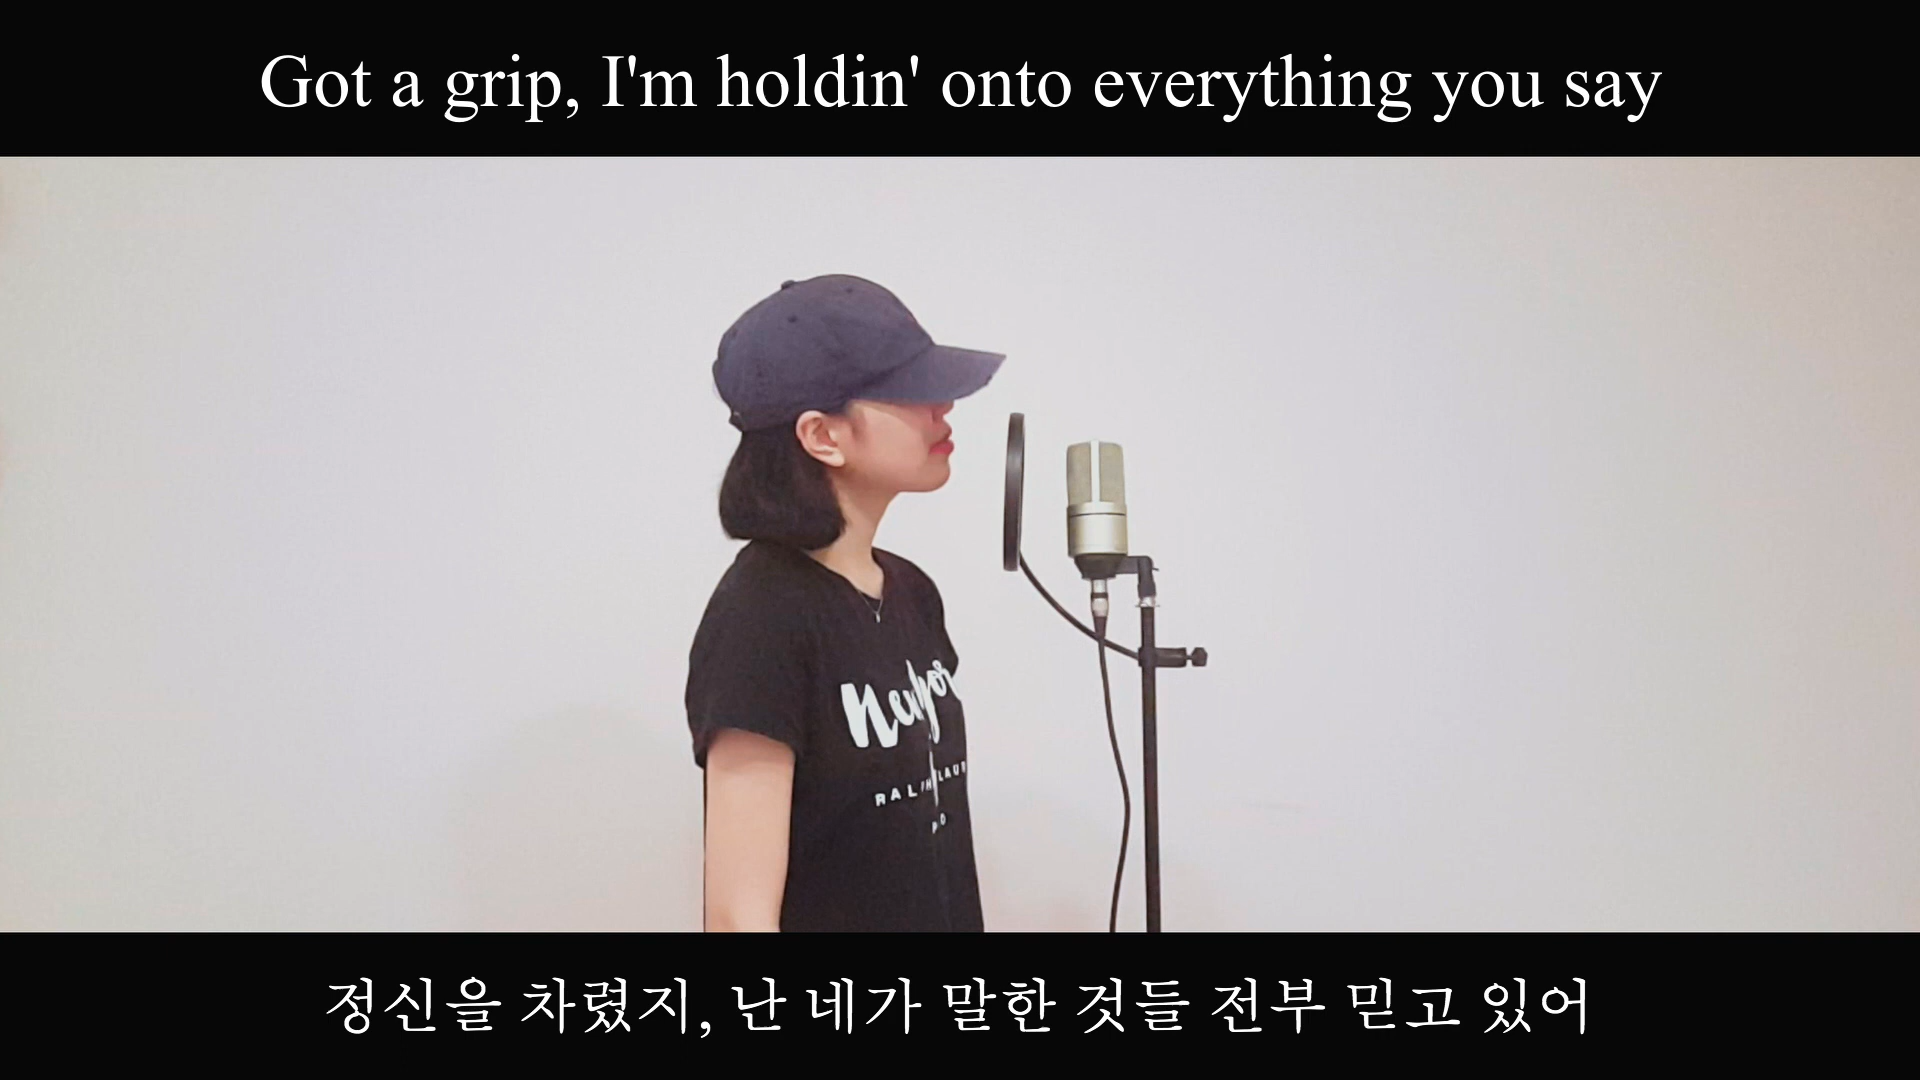 Got a grip, I'm holdin' onto everything you say
정신을 차렸지, 난 네가 말한 것들 전부 믿고 있어